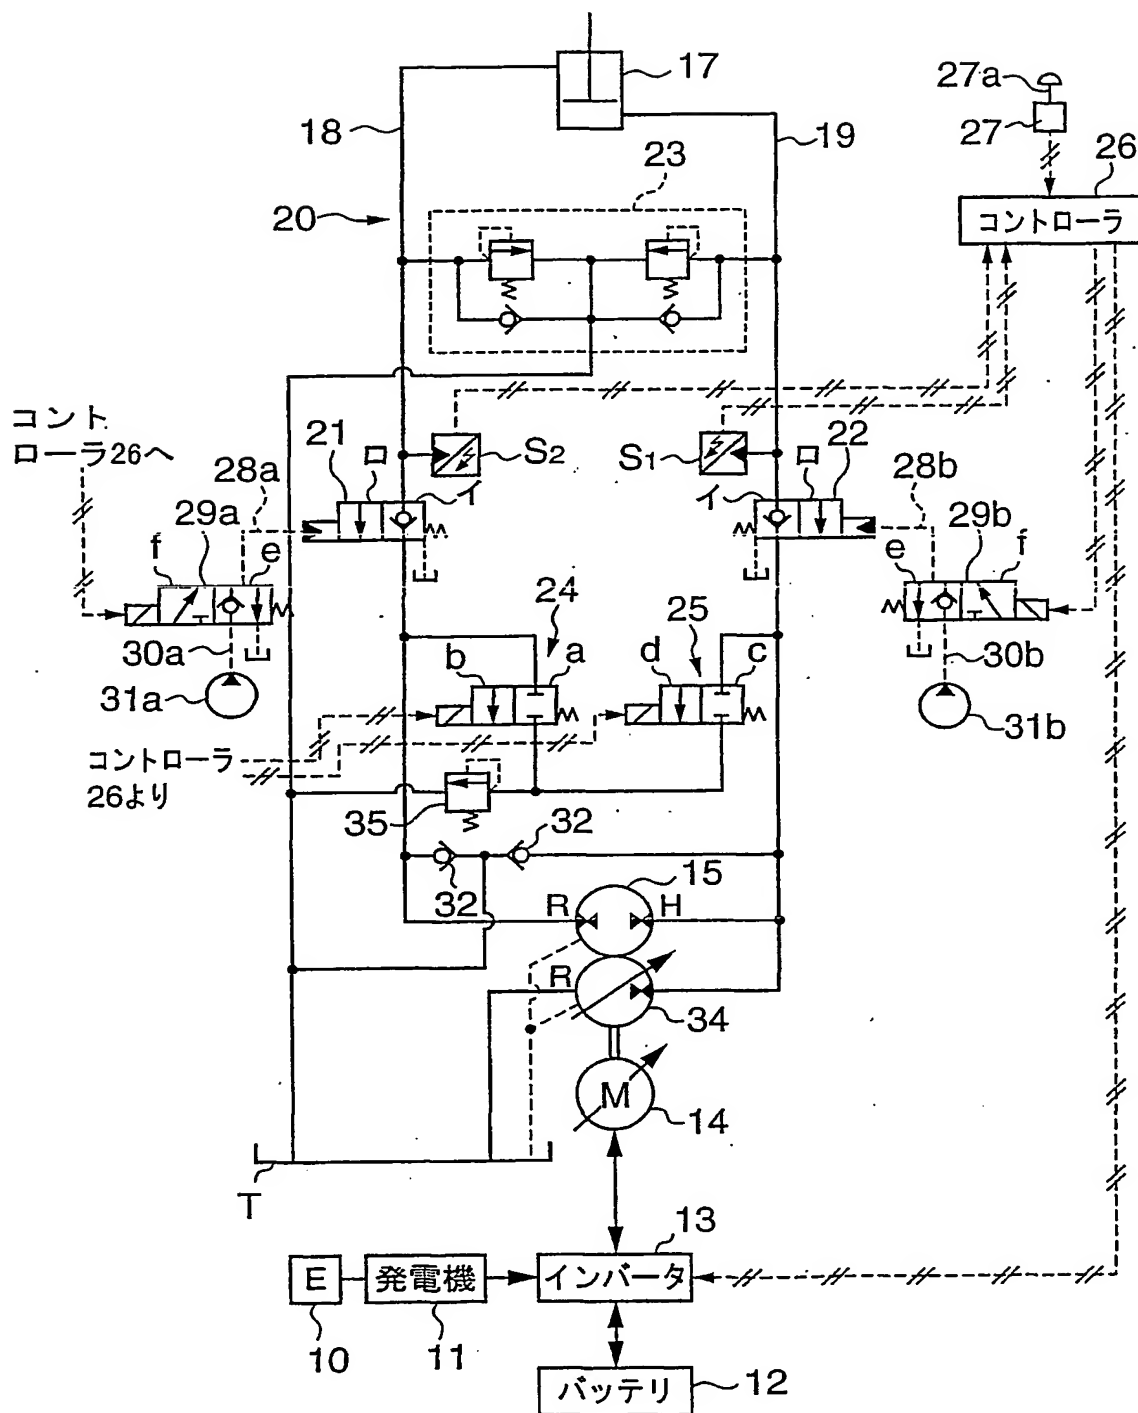 17
27a
18
19
27
26
23
20
コントローラ
コント
ローラ26へ
21
ロ
イ
S2
S1
イ
ロ
22
28a
28b
29a
29b
f
e
e
f
24
25
30a
b
a
d
c
30b
31a
31b
コントローラ
26より
35
32
32
15
R
H
R
34
M
14
T
13
E
発電機
インバータ
10
11
バッテリ
12